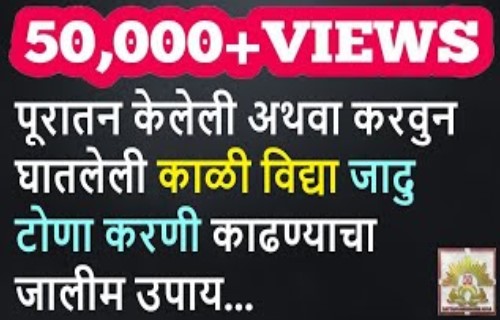 50,000+VIEWS
पूरातन केलेली अथवा करवुन
घातलेली काळी विद्या जादु
टोणा करणी काढण्याचा
जालीम उपाय...